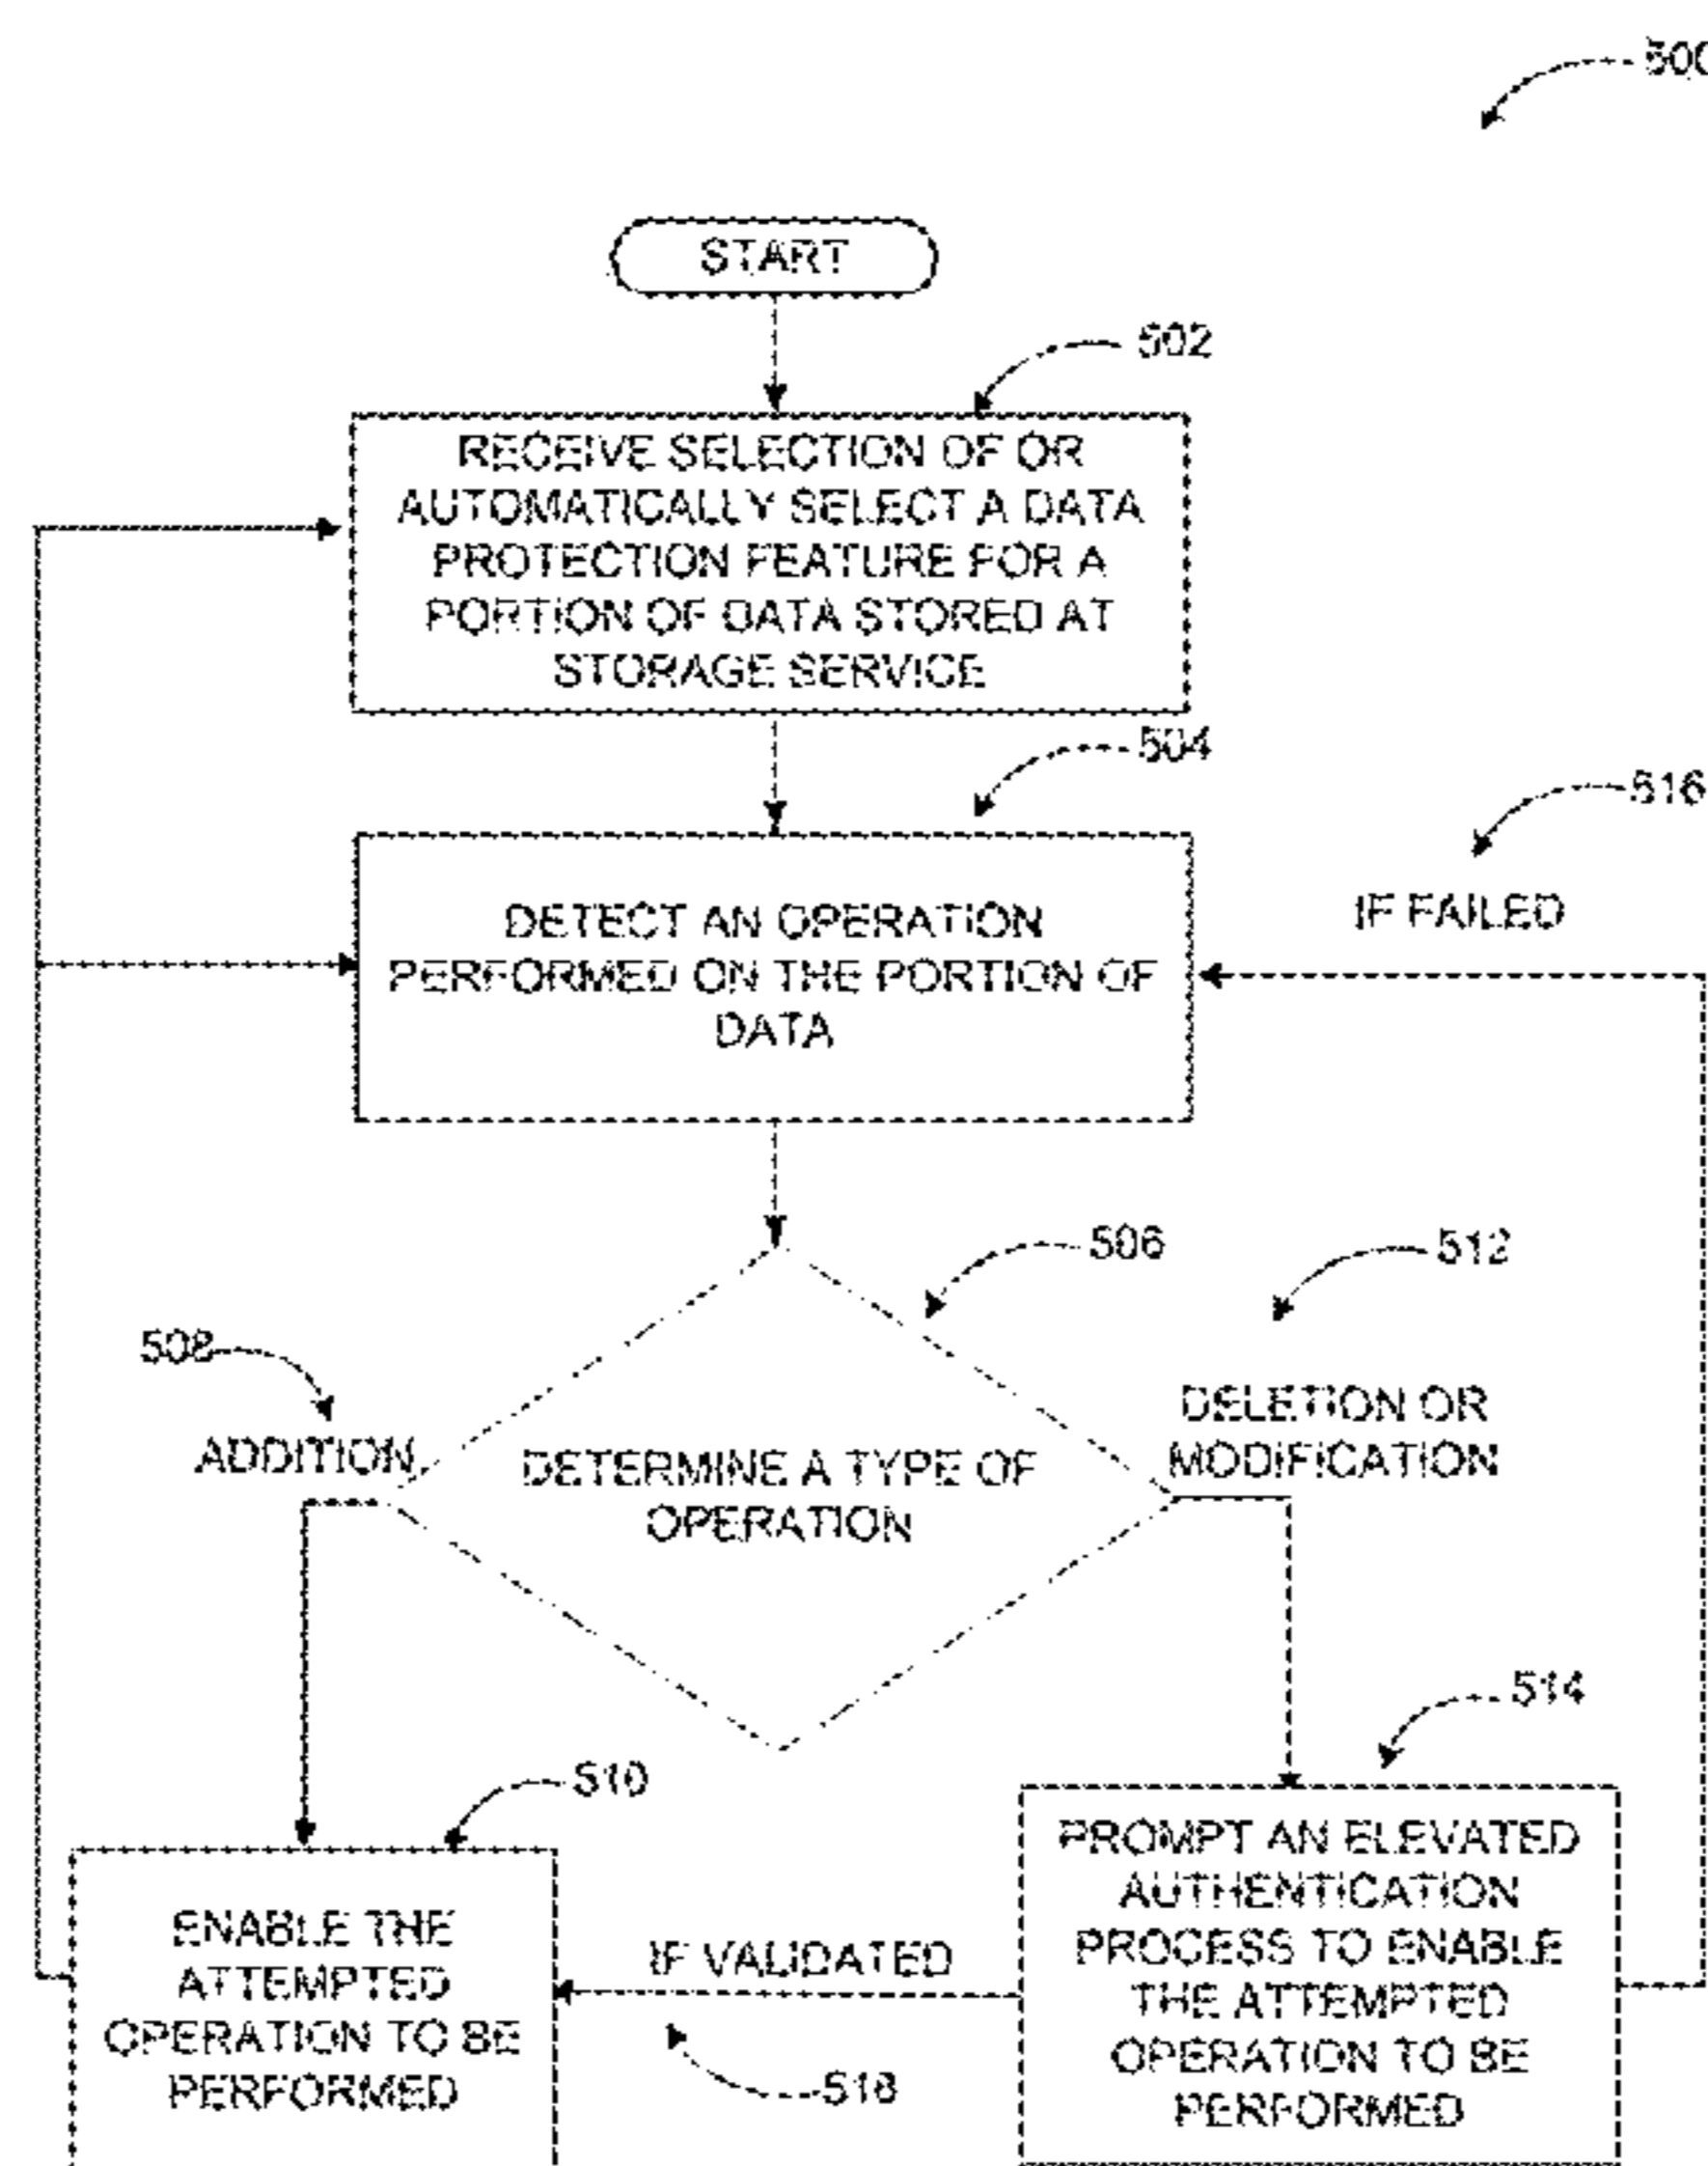 500
START
502
RECEIVE SELECTION OF OR
AUTOMATICALLY SELECT A DATA
PROTECTION FEATURE FOR A
PORTION OF DATA STORED AT
STORAGE SERVICE
504
516
IF FAILED
DETECT AN OPERATION
PERFORMED ON THE PORTION OF
DATA
506
512
508
DELETION OR
MODIFICATION
ADDITION
DETERMINE A TYPE OF
OPERATION
514
510
PROMPT AN ELEVATED
AUTHENTICATION
PROCESS TO ENABLE
THE ATTEMPTED
OPERATION TO BE
PERFORMED
ENABLE THE
ATTEMPTED
OPERATION TO BE
PERFORMED
IF VALIDATED
518